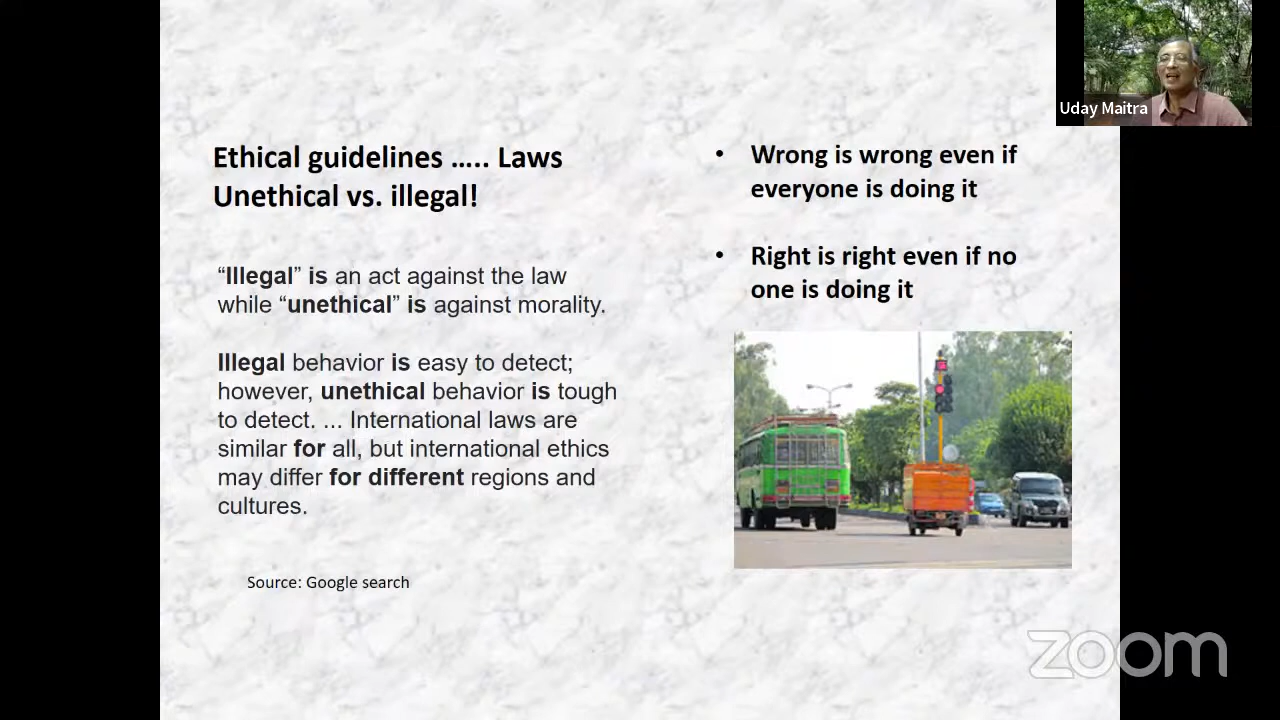 Ethical guidelines ..... Laws
Unethical vs. illegal!
“Illegal” is an act against the law
while “unethical” is against morality.
Illegal behavior is easy to detect;
however, unethical behavior is tough
to detect. ... International laws are
similar for all, but international ethics
may differ for different regions and
cultures.
Source: Google search
• Wrong is wrong even if
everyone is doing it
• Right is right even if no
one is doing it
Uday Maitra
zoom